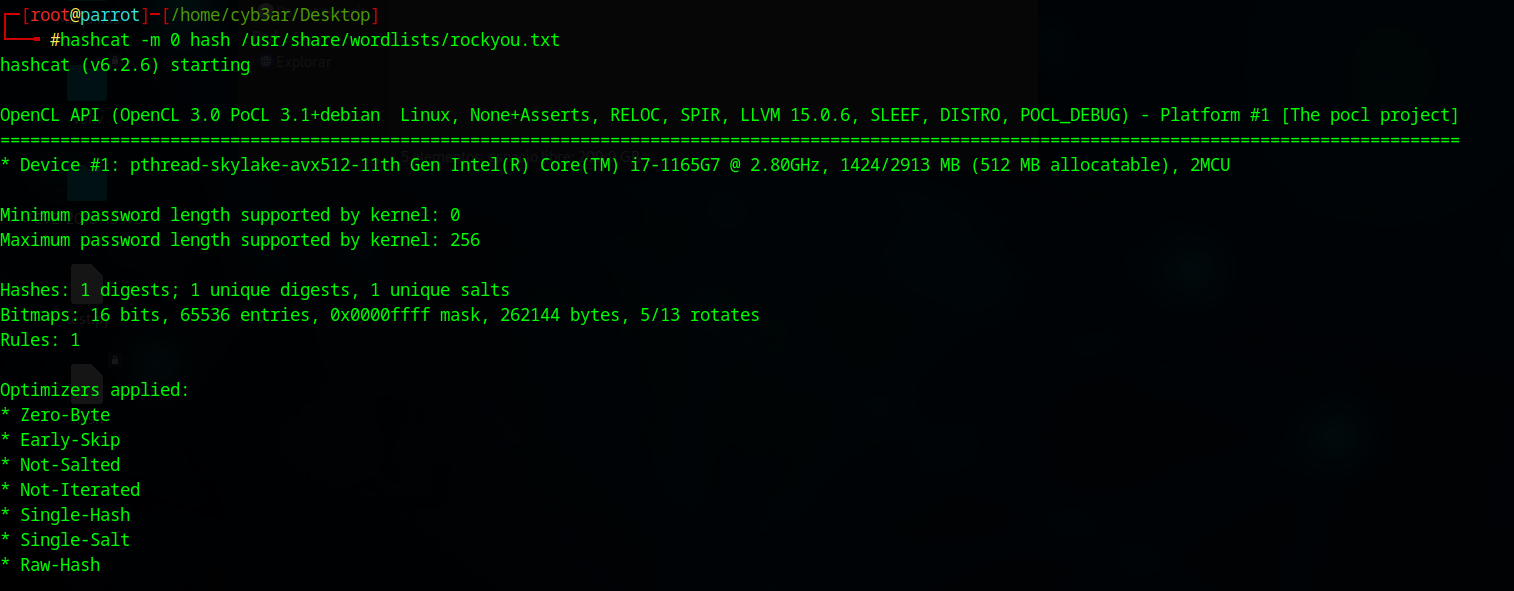 [root@parrot]-[/home/cyb3ar/Desktop]
#hashcat -m 0 hash /usr/share/wordlists/rockyou.txt
hashcat (v6.2.6) starting
Explorar
OpenCL API (OpenCL 3.0 PoCL 3.1+debian  Linux, None+Asserts, RELOC, SPIR, LLVM 15.0.6, SLEEF, DISTRO, POCL_DEBUG) - Platform #1 [The pocl project]
==================================================================================================================================================
* Device #1: pthread-skylake-avx512-11th Gen Intel(R) Core(TM) i7-1165G7 @ 2.80GHz, 1424/2913 MB (512 MB allocatable), 2MCU
Minimum password length supported by kernel: 0
Maximum password length supported by kernel: 256
Hashes: 1 digests; 1 unique digests, 1 unique salts
Bitmaps: 16 bits, 65536 entries, 0x0000ffff mask, 262144 bytes, 5/13 rotates
Rules: 1
Optimizers applied:
* Zero-Byte
* Early-Skip
* Not-Salted
* Not-Iterated
* Single-Hash
* Single-Salt
* Raw-Hash